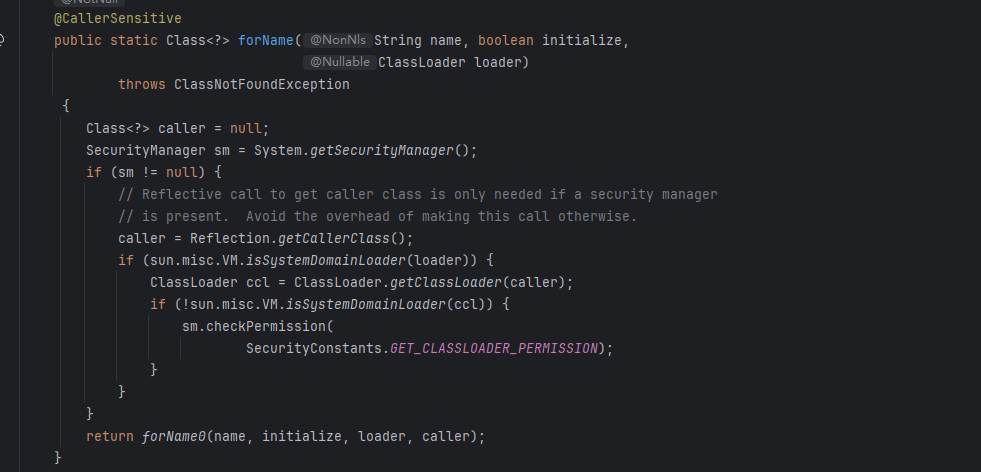 @NotNull
@CallerSensitive
public static Class<?> forName( @NonNls String name, boolean initialize,
@Nullable ClassLoader loader)
throws ClassNotFoundException
{
Class<?> caller = null;
SecurityManager sm = System.getSecurityManager();
if (sm != null) {
// Reflective call to get caller class is only needed if a security manager
// is present.  Avoid the overhead of making this call otherwise.
caller = Reflection.getCallerClass();
if (sun.misc.VM.isSystemDomainLoader(loader)) {
ClassLoader ccl = ClassLoader.getClassLoader(caller);
if (!sun.misc.VM.isSystemDomainLoader(ccl)) {
sm.checkPermission(
SecurityConstants.GET_CLASSLOADER_PERMISSION);
}
}
}
return forName0(name, initialize, loader, caller);
}